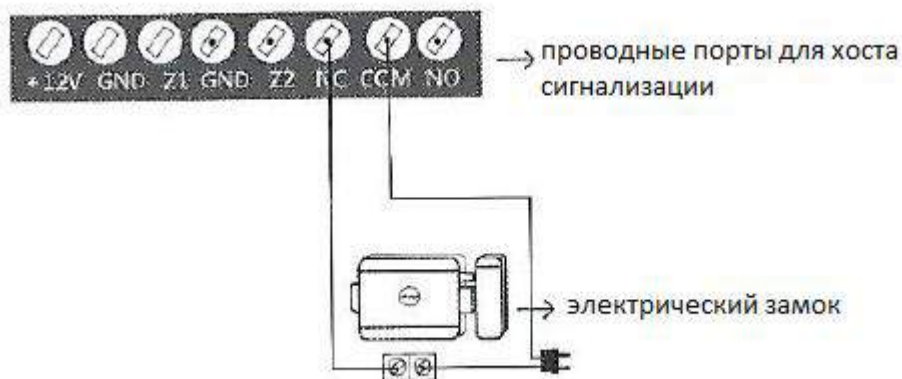 +12V GND Z1 GND Z2 NC COM NO
проводные порты для хоста
сигнализации
электрический замок